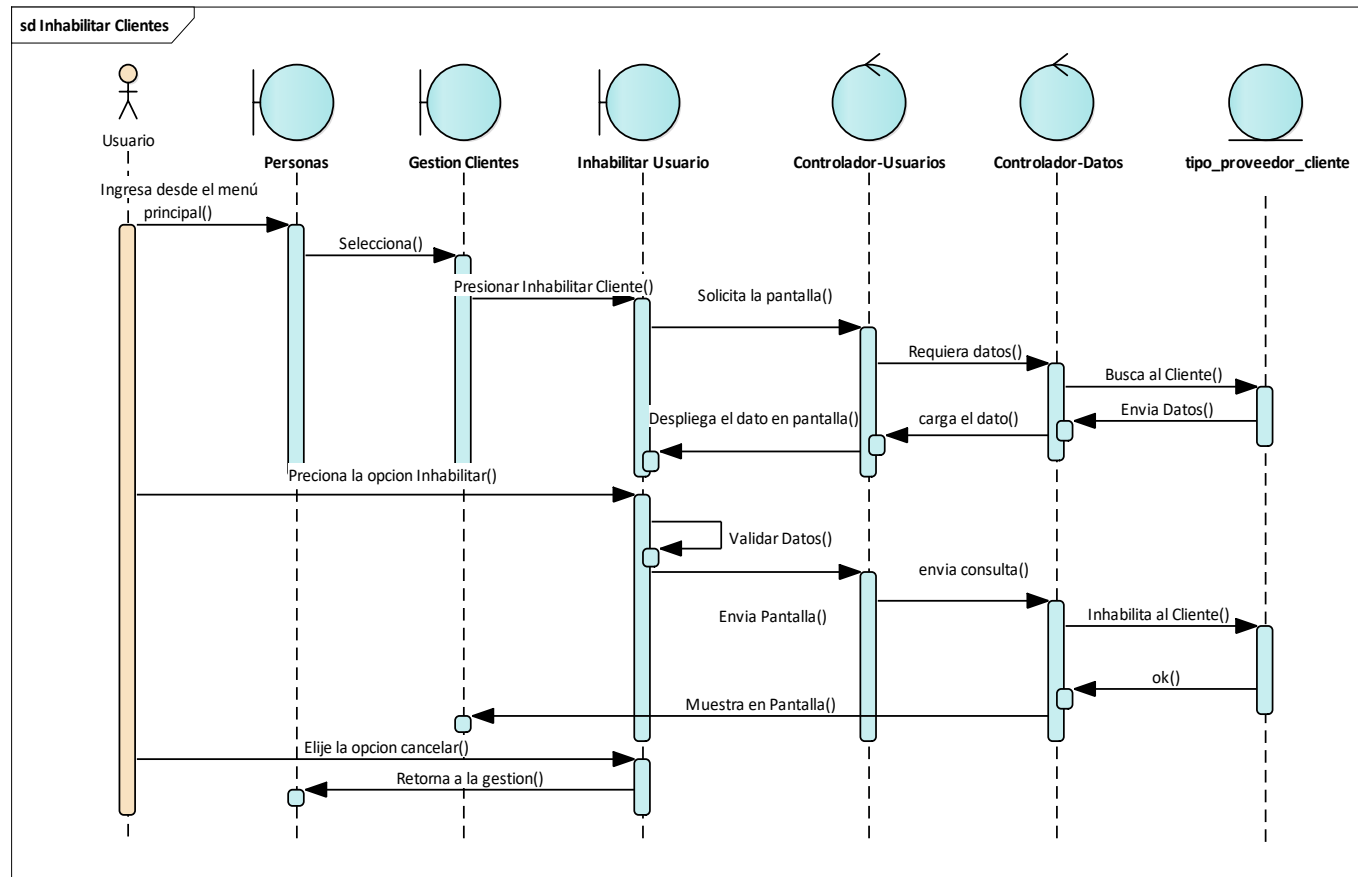 sd Inhabilitar Clientes
Usuario
Personas
Gestion Clientes
Inhabilitar Usuario
Controlador-Usuarios
Controlador-Datos
tipo_proveedor_cliente
Ingresa desde el menú
principal()
Selecciona()
Presionar Inhabilitar Cliente()
Solicita la pantalla()
Requiera datos()
Busca al Cliente()
Envia Datos()
carga el dato()
Despliega el dato en pantalla()
Preciona la opcion Inhabilitar()
Validar Datos()
Envia Pantalla()
envia consulta()
Inhabilita al Cliente()
ok()
Muestra en Pantalla()
Elije la opcion cancelar()
Retorna a la gestion()